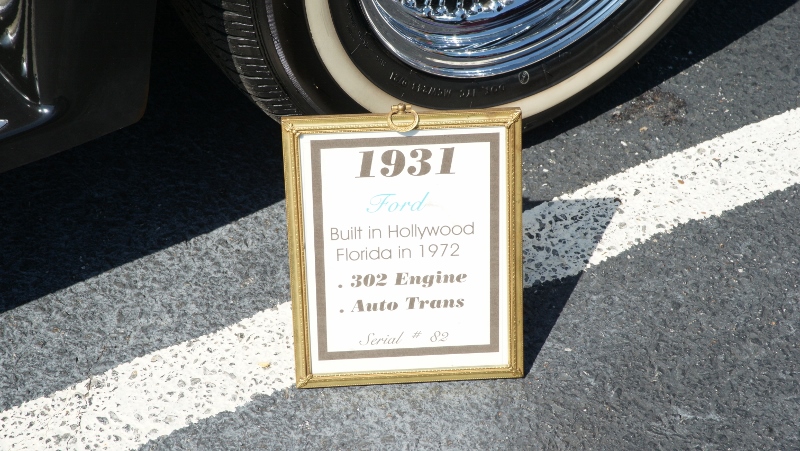 1931
Ford
Built in Hollywood
Florida in 1972
. 302 Engine
. Auto Trans
Serial # 82